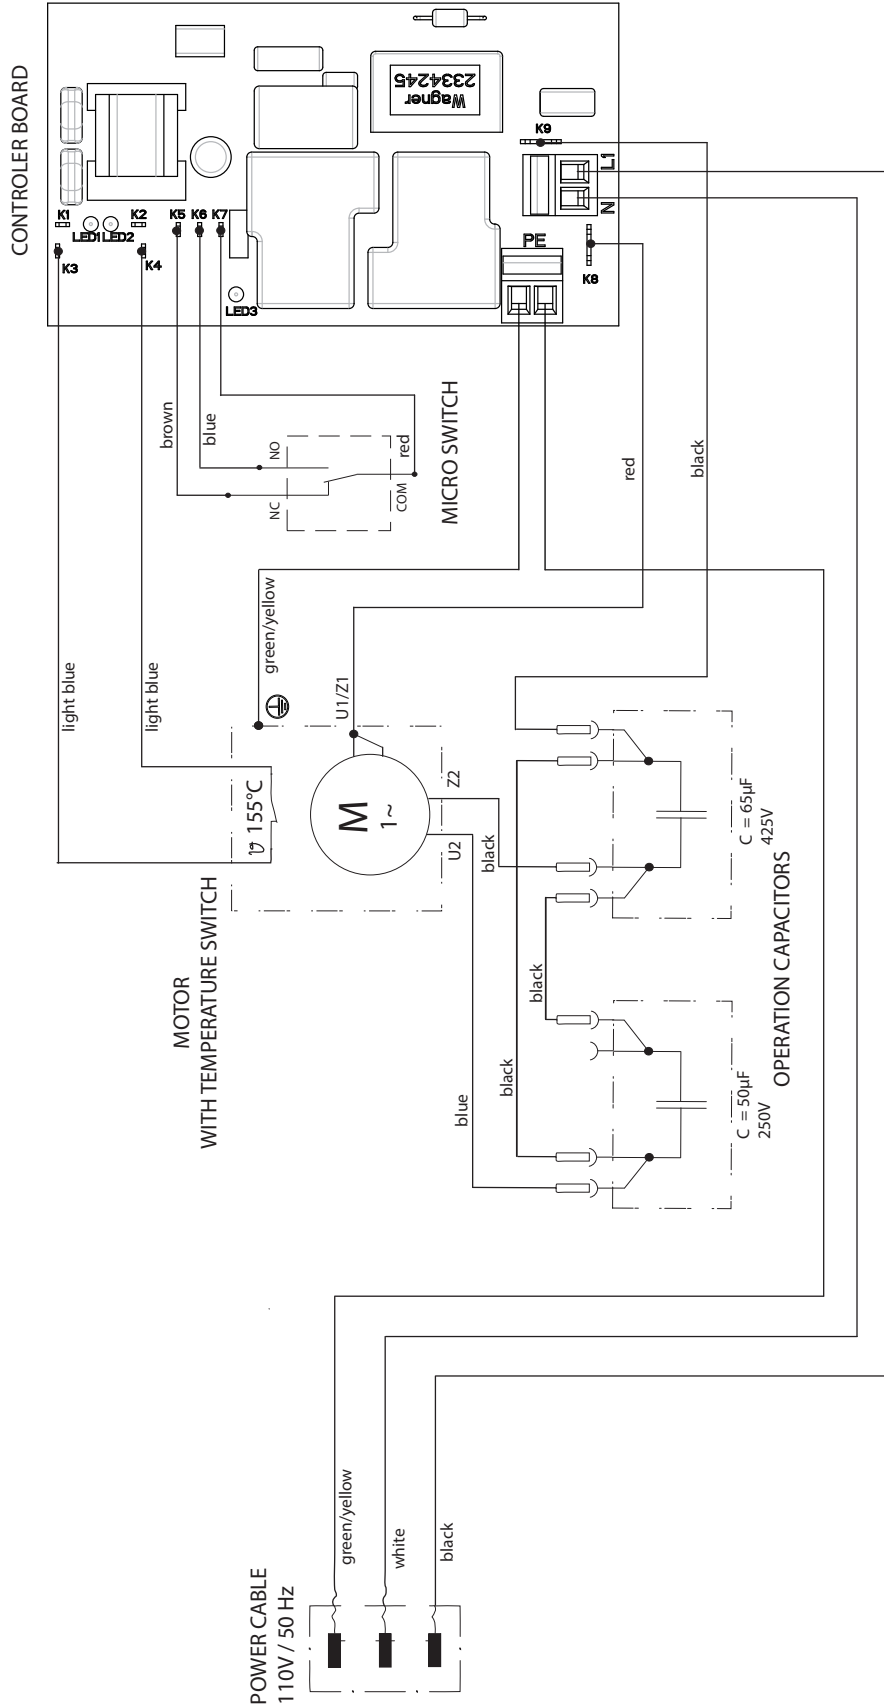 CONTROLER BOARD
Wagner
2334245
K9
L1
N
K1
LED1
LED2
K2
K5
K6
K7
K3
K4
PE
K8
LED3
brown
blue
red
NO
NC
COM
MICRO SWITCH
red
black
green/yellow
light blue
light blue
U1/Z1
ϑ 155°C
M
1~
Z2
U2
black
MOTOR
WITH TEMPERATURE SWITCH
C = 65µF
425V
OPERATION CAPACITORS
black
black
blue
C = 50µF
250V
green/yellow
white
black
POWER CABLE
110V / 50 Hz